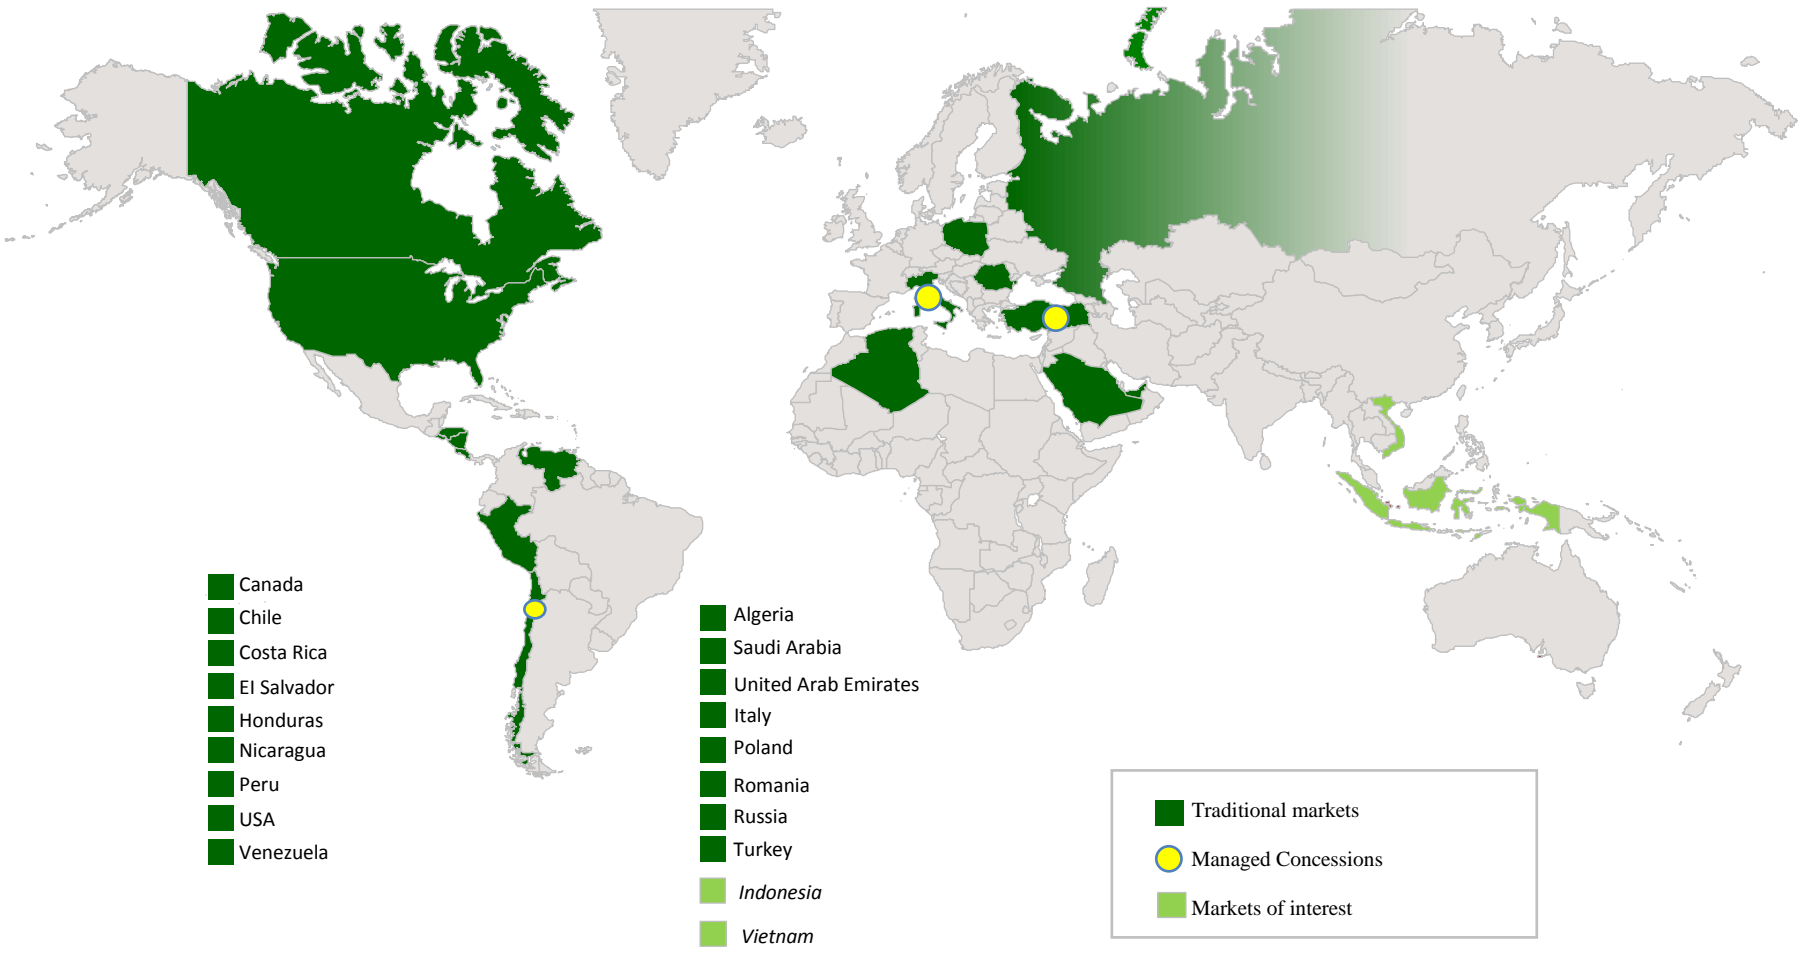 Canada
Chile
Costa Rica
El Salvador
Honduras
Nicaragua
Peru
USA
Venezuela
Algeria
Saudi Arabia
United Arab Emirates
Italy
Poland
Romania
Russia
Turkey
Indonesia
Vietnam
Traditional markets
Managed Concessions
Markets of interest